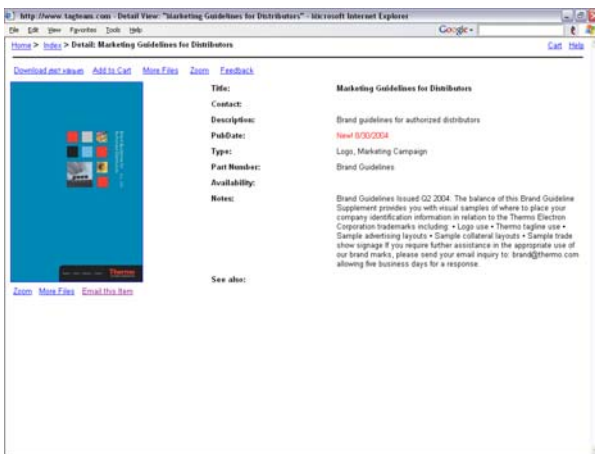 http://www.tagteam.com - Detail View: "Marketing Guidelines for Distributors" - Microsoft Internet Explorer
File Edit View Favorites Tools Help
Google
Home > Index > Detail: Marketing Guidelines for Distributors Cart Help
Download Add to Cart More Files Zoom Feedback
Title: Marketing Guidelines for Distributors
Contact:
Description: Brand guidelines for authorized distributors
PubDate: New! 8/30/2004
Type: Logo, Marketing Campaign
Part Number: Brand Guidelines
Availability:
Notes: Brand Guidelines Issued Q2 2004. The balance of this Brand Guideline
Supplement provides you with visual samples of where to place your
company identification information in relation to the Thermo Electron
Corporation trademarks including: • Logo use • Thermo tagline use •
Sample advertising layouts • Sample collateral layouts • Sample trade
show signage If you require further assistance in the appropriate use of
our brand marks, please send your email inquiry to: brand@thermo.com
allowing five business days for a response.
Thermo
See also:
Zoom More Files Email this Item